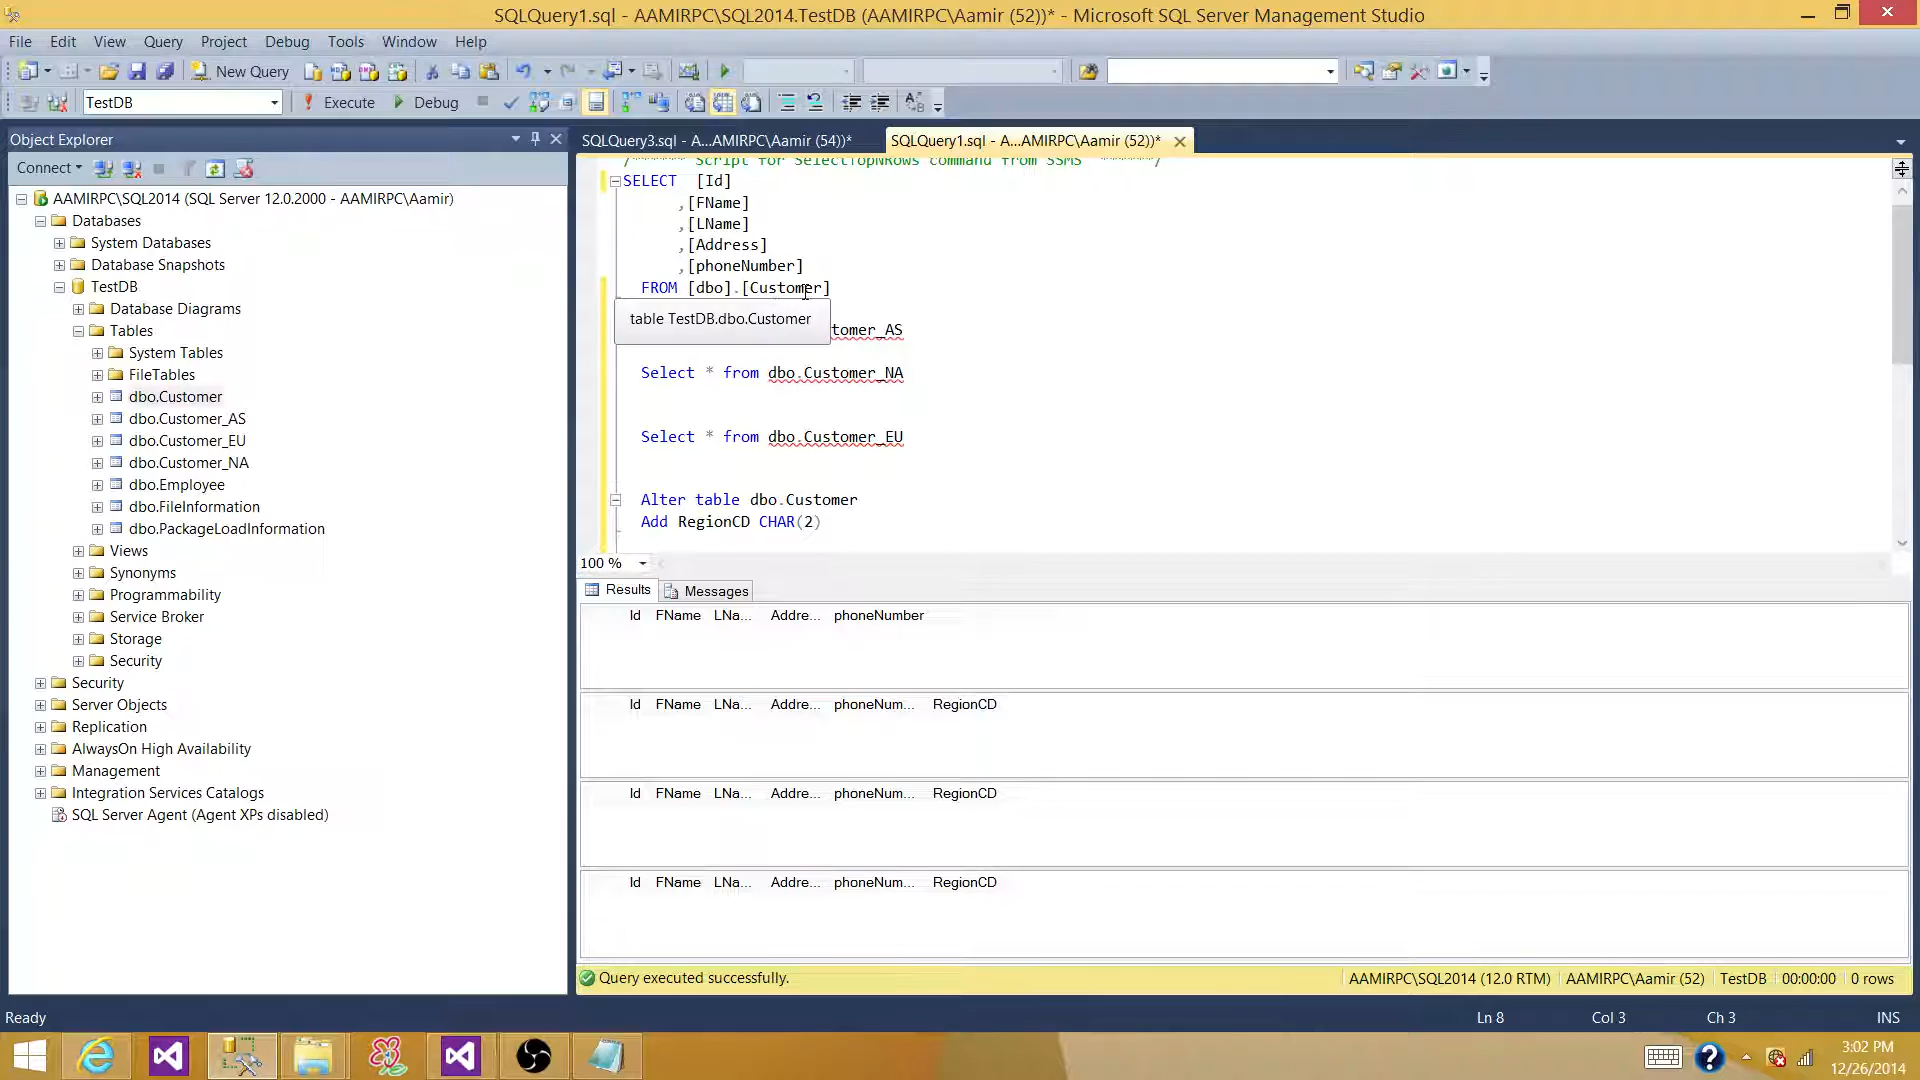 SQLQuery1.sql - AAMIRPC\SQL2014.TestDB (AAMIRPC\Aamir (52))* - Microsoft SQL Server Management Studio
File Edit View Query Project Debug Tools Window Help
New Query
TestDB Execute Debug
Object Explorer
Connect
AAMIRPC\SQL2014 (SQL Server 12.0.2000 - AAMIRPC\Aamir)
Databases
System Databases
Database Snapshots
TestDB
Database Diagrams
Tables
System Tables
FileTables
dbo.Customer
dbo.Customer_AS
dbo.Customer_EU
dbo.Customer_NA
dbo.Employee
dbo.FileInformation
dbo.PackageLoadInformation
Views
Synonyms
Programmability
Service Broker
Storage
Security
Security
Server Objects
Replication
AlwaysOn High Availability
Management
Integration Services Catalogs
SQL Server Agent (Agent XPs disabled)
SQLQuery3.sql - A...AMIRPC\Aamir (54))* SQLQuery1.sql - A...AMIRPC\Aamir (52))*
/****** Script for SelectTopNRows command from SSMS ******/
SELECT [Id]
,[FName]
,[LName]
,[Address]
,[phoneNumber]
FROM [dbo].[Customer]
table TestDB.dbo.Customer
tomer_AS
Select * from dbo.Customer_NA
Select * from dbo.Customer_EU
Alter table dbo.Customer
Add RegionCD CHAR(2)
100 %
Results Messages
Id FName LNa... Addre... phoneNumber
Id FName LNa... Addre... phoneNum... RegionCD
Id FName LNa... Addre... phoneNum... RegionCD
Id FName LNa... Addre... phoneNum... RegionCD
Query executed successfully. AAMIRPC\SQL2014 (12.0 RTM) AAMIRPC\Aamir (52) TestDB 00:00:00 0 rows
Ready Ln 8 Col 3 Ch 3 INS
3:02 PM
12/26/2014